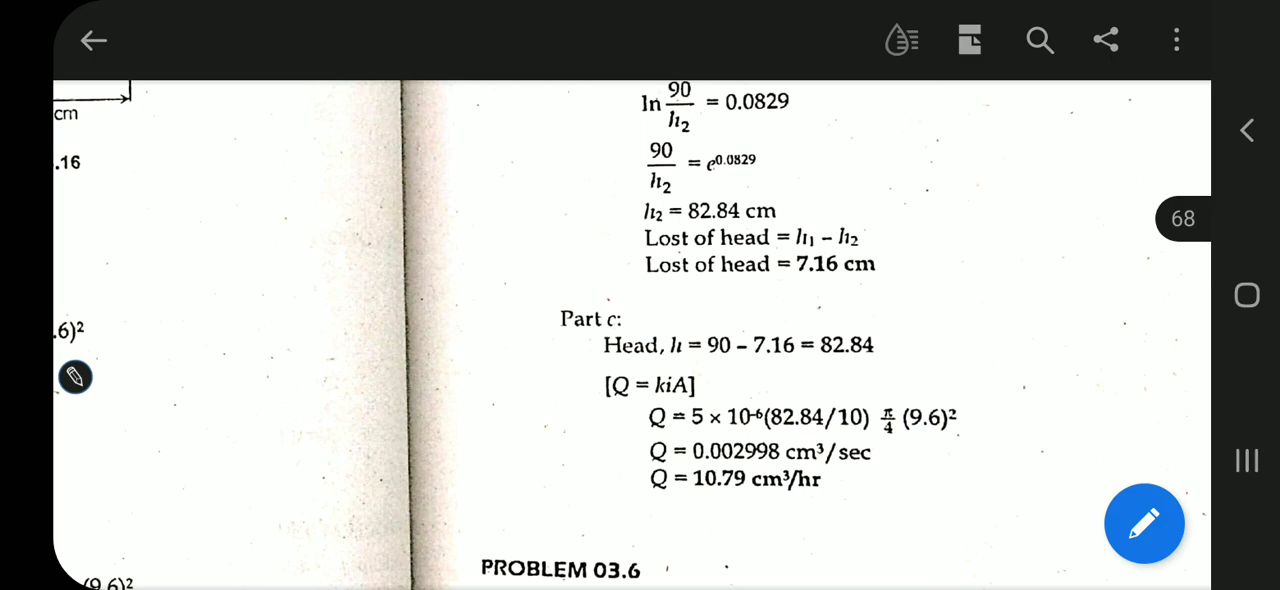 cm
.16
.6)²
(9.6)²
ln 90/h₂ = 0.0829
90/h₂ = e^0.0829
h₂ = 82.84 cm
Lost of head = h₁ – h₂
Lost of head = 7.16 cm
Part c:
Head, h = 90 – 7.16 = 82.84
[Q = kiA]
Q = 5 × 10⁻⁶(82.84/10) π/4 (9.6)²
Q = 0.002998 cm³/sec
Q = 10.79 cm³/hr
PROBLEM 03.6
68